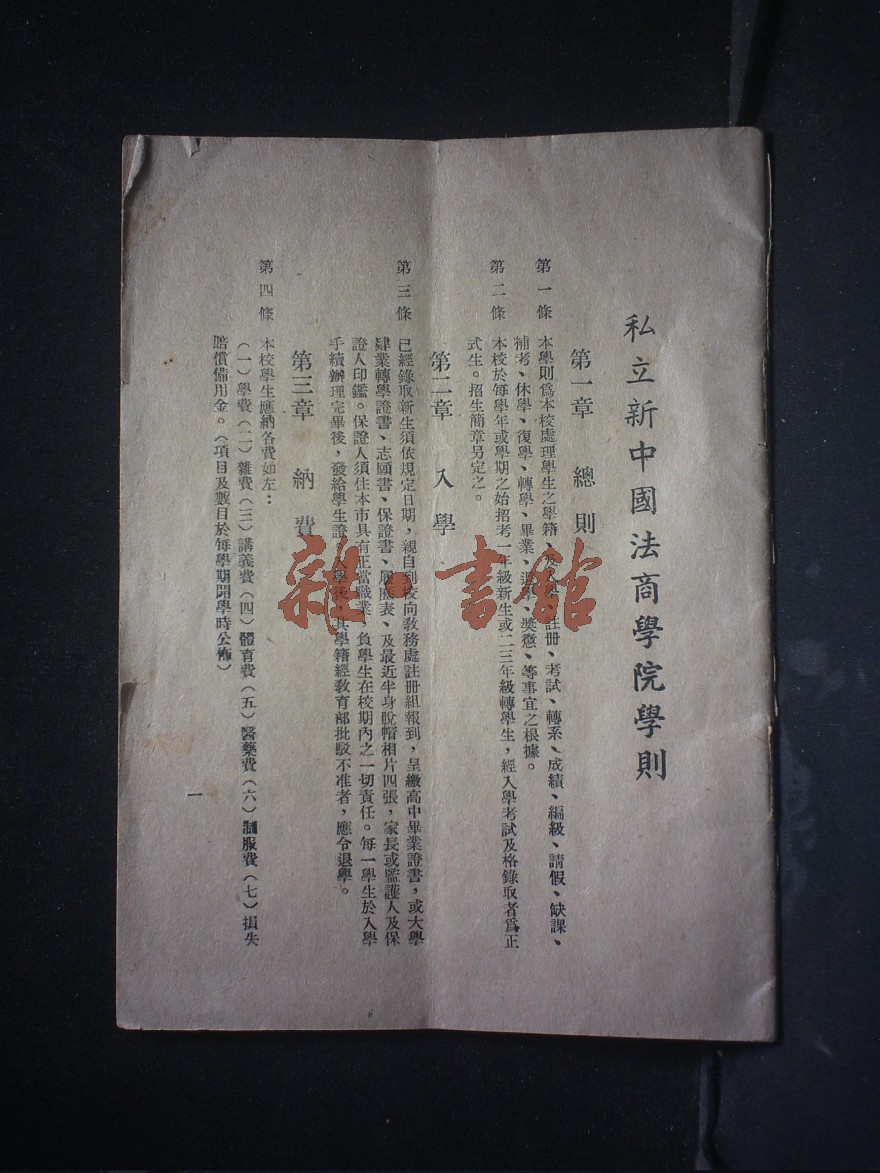 私立新中國法商學院學則
第一章 總則
第一條 本學則爲本校處理學生之學籍、及入學、註册、考試、轉系、成績、編級、請假、缺課、
補考、休學、復學、轉學、畢業、退學、獎懲、等事宜之根據。
第二條 本校於每學年或學期之始招考一年級新生或二三年級轉學生，經入學考試及格錄取者爲正
式生。招生簡章另定之。
第二章 入學
第三條 已經錄取新生須依規定日期，親自到校向教務處註册組報到，呈繳高中畢業證書，或大學
肄業轉學證書、志願書、保證書、履歷表、及最近半身脫帽相片四張，家長或監護人及保
證人印鑑。保證人須住本市具有正當職業、負學生在校期內之一切責任。每一學生於入學
手續辦理完畢後，發給學生證，入學後，其學籍經教育部批駁不准者，應令退學。
第三章 納費
第四條 本校學生應納各費如左：
（一）學費（二）雜費（三）講義費（四）體育費（五）醫藥費（六）制服費（七）損失
賠償備用金。（項目及數目於每學期開學時公佈）
一
雜·書館